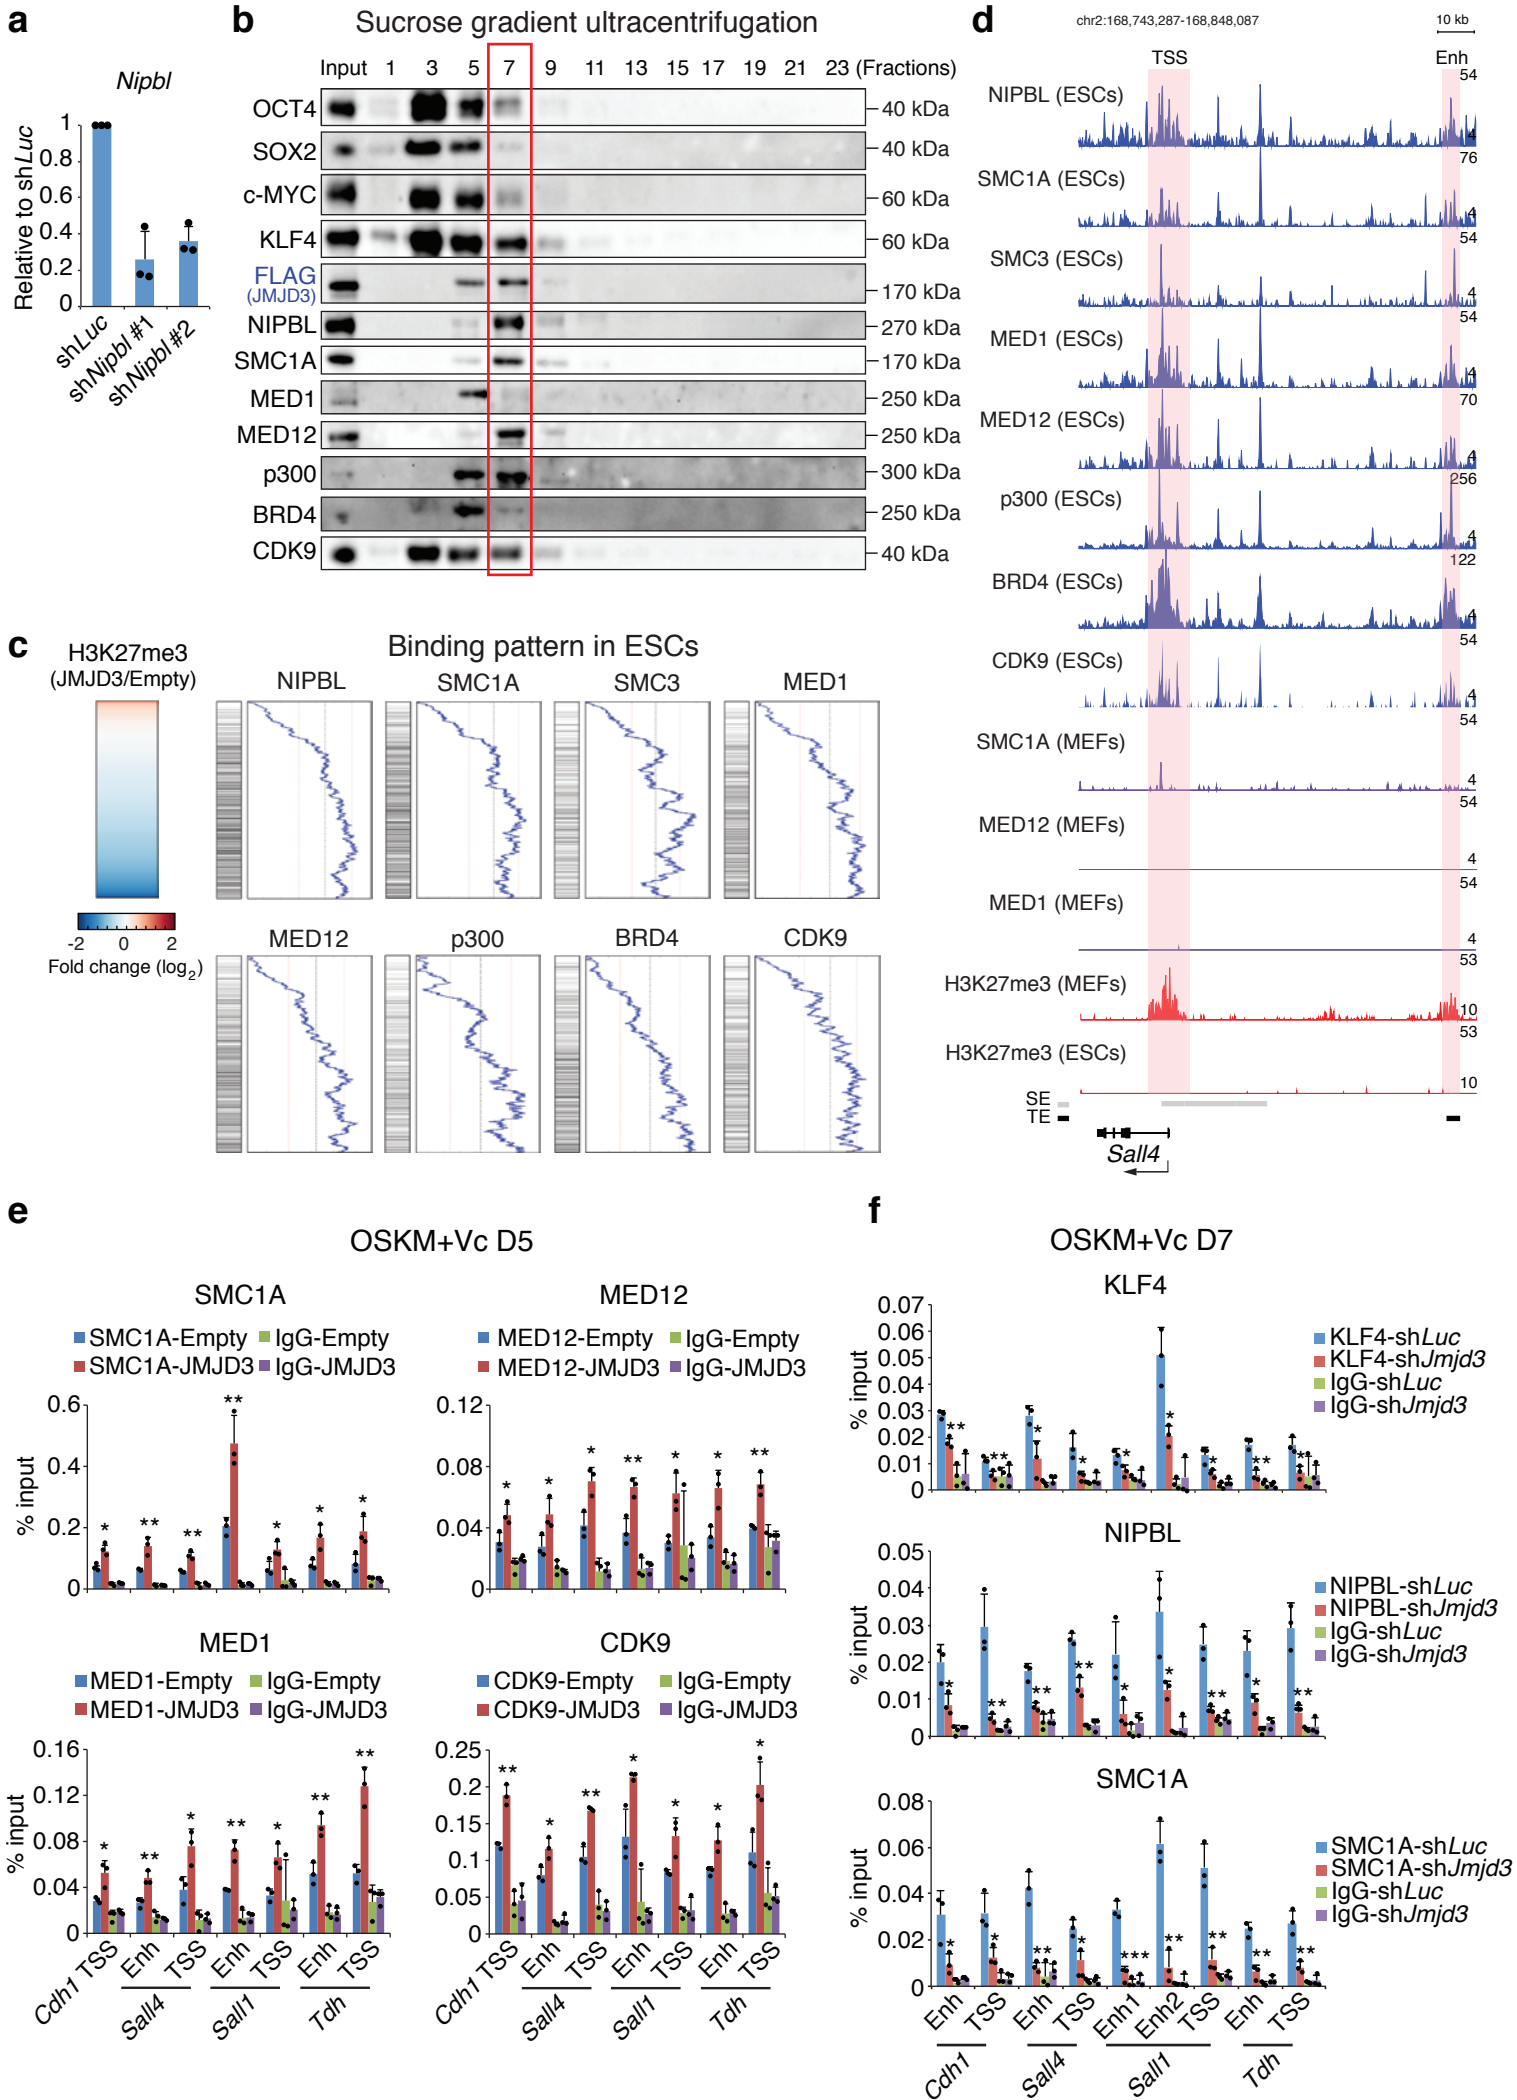 a
Nipbl
Relative to shLuc
1
0.8
0.6
0.4
0.2
0
shLuc
shNipbl #1
shNipbl #2
b
Sucrose gradient ultracentrifugation
Input 1 3 5 7 9 11 13 15 17 19 21 23 (Fractions)
OCT4 40 kDa
SOX2 40 kDa
c-MYC 60 kDa
KLF4 60 kDa
FLAG
(JMJD3) 170 kDa
NIPBL 270 kDa
SMC1A 170 kDa
MED1 250 kDa
MED12 250 kDa
p300 300 kDa
BRD4 250 kDa
CDK9 40 kDa
c
H3K27me3
(JMJD3/Empty)
-2 0 2
Fold change (log2)
Binding pattern in ESCs
NIPBL SMC1A SMC3 MED1
MED12 p300 BRD4 CDK9
d
chr2:168,743,287-168,848,087
10 kb
TSS Enh
NIPBL (ESCs) 54
4
SMC1A (ESCs) 76
4
SMC3 (ESCs) 54
4
MED1 (ESCs) 54
4
MED12 (ESCs) 70
4
p300 (ESCs) 256
4
BRD4 (ESCs) 122
4
CDK9 (ESCs) 54
4
SMC1A (MEFs) 54
4
MED12 (MEFs) 54
4
MED1 (MEFs) 54
4
H3K27me3 (MEFs) 53
10
H3K27me3 (ESCs) 53
10
SE
TE
Sall4
e
OSKM+Vc D5
SMC1A
SMC1A-Empty IgG-Empty
SMC1A-JMJD3 IgG-JMJD3
% input
0.6
0.4
0.2
0
* ** ** ** * * *
MED12
MED12-Empty IgG-Empty
MED12-JMJD3 IgG-JMJD3
0.12
0.08
0.04
0
* * * ** * * **
MED1
MED1-Empty IgG-Empty
MED1-JMJD3 IgG-JMJD3
% input
0.16
0.12
0.08
0.04
0
* ** * ** * ** **
Cdh1 TSS Enh TSS Enh TSS Enh TSS
Sall4 Sall1 Tdh
CDK9
CDK9-Empty IgG-Empty
CDK9-JMJD3 IgG-JMJD3
0.25
0.2
0.15
0.1
0.05
0
** * ** * * * *
Cdh1 TSS Enh TSS Enh TSS Enh TSS
Sall4 Sall1 Tdh
f
OSKM+Vc D7
KLF4
KLF4-shLuc
KLF4-shJmjd3
IgG-shLuc
IgG-shJmjd3
% input
0.07
0.06
0.05
0.04
0.03
0.02
0.01
0
** ** * * * * * ** *
NIPBL
NIPBL-shLuc
NIPBL-shJmjd3
IgG-shLuc
IgG-shJmjd3
% input
0.05
0.04
0.03
0.02
0.01
0
* ** ** ** * * ** * **
SMC1A
SMC1A-shLuc
SMC1A-shJmjd3
IgG-shLuc
IgG-shJmjd3
% input
0.08
0.06
0.04
0.02
0
* * ** * *** ** ** ** **
Enh TSS Enh TSS Enh1 Enh2 TSS Enh TSS
Cdh1 Sall4 Sall1 Tdh